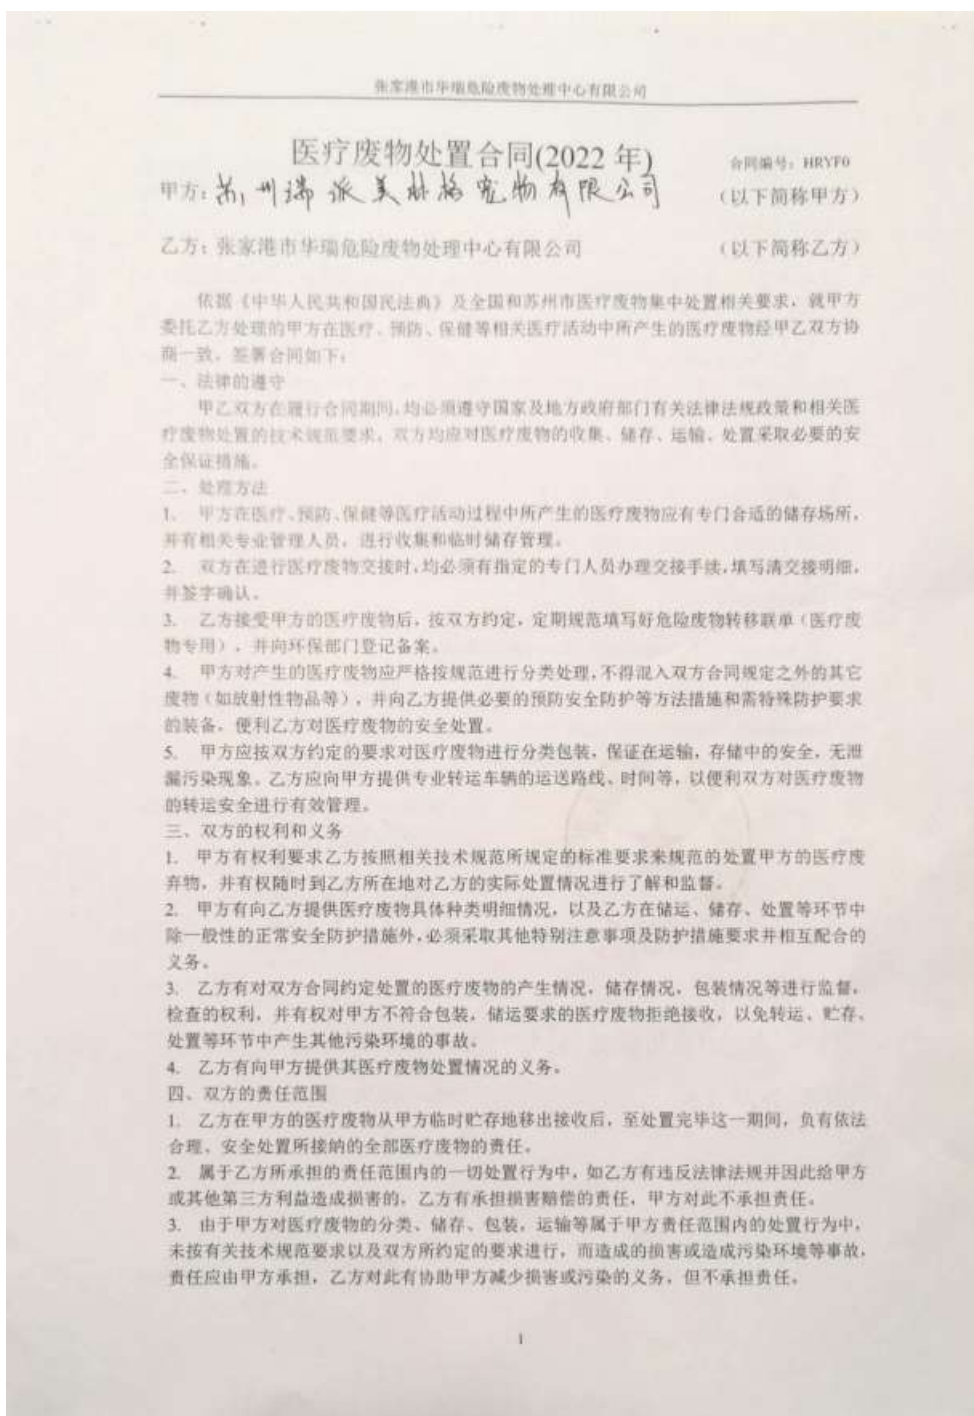 张家港市华瑞危险废物处理中心有限公司
医疗废物处置合同(2022 年)
合同编号：HRYF0
甲方：苏州瑞派美林格宠物有限公司
（以下简称甲方）
乙方：张家港市华瑞危险废物处理中心有限公司
（以下简称乙方）
依据《中华人民共和国民法典》及全国和苏州市医疗废物集中处置相关要求，就甲方
委托乙方处理的甲方在医疗、预防、保健等相关医疗活动中所产生的医疗废物经甲乙双方协
商一致，签署合同如下：
一、法律的遵守
甲乙双方在履行合同期间，均必须遵守国家及地方政府部门有关法律法规政策和相关医
疗废物处置的技术规范要求，双方均应对医疗废物的收集、储存、运输、处置采取必要的安
全保证措施。
二、处理方法
1. 甲方在医疗、预防、保健等医疗活动过程中所产生的医疗废物应有专门合适的储存场所，
并有相关专业管理人员，进行收集和临时储存管理。
2. 双方在进行医疗废物交接时，均必须有指定的专门人员办理交接手续，填写清交接明细，
并签字确认。
3. 乙方接受甲方的医疗废物后，按双方约定，定期规范填写好危险废物转移联单（医疗废
物专用），并向环保部门登记备案。
4. 甲方对产生的医疗废物应严格按规范进行分类处理，不得混入双方合同规定之外的其它
废物（如放射性物品等），并向乙方提供必要的预防安全防护等方法措施和需特殊防护要求
的装备，便利乙方对医疗废物的安全处置。
5. 甲方应按双方约定的要求对医疗废物进行分类包装，保证在运输，存储中的安全，无泄
漏污染现象。乙方应向甲方提供专业转运车辆的运送路线、时间等，以便利双方对医疗废物
的转运安全进行有效管理。
三、双方的权利和义务
1. 甲方有权利要求乙方按照相关技术规范所规定的标准要求来规范的处置甲方的医疗废
弃物，并有权随时到乙方所在地对乙方的实际处置情况进行了解和监督。
2. 甲方有向乙方提供医疗废物具体种类明细情况，以及乙方在储运、储存、处置等环节中
除一般性的正常安全防护措施外，必须采取其他特别注意事项及防护措施要求并相互配合的
义务。
3. 乙方有对双方合同约定处置的医疗废物的产生情况，储存情况，包装情况等进行监督，
检查的权利，并有权对甲方不符合包装，储运要求的医疗废物拒绝接收，以免转运、贮存、
处置等环节中产生其他污染环境的事故。
4. 乙方有向甲方提供其医疗废物处置情况的义务。
四、双方的责任范围
1. 乙方在甲方的医疗废物从甲方临时贮存地移出接收后，至处置完毕这一期间，负有依法
合理、安全处置所接纳的全部医疗废物的责任。
2. 属于乙方所承担的责任范围内的一切处置行为中，如乙方有违反法律法规并因此给甲方
或其他第三方利益造成损害的，乙方有承担损害赔偿的责任，甲方对此不承担责任。
3. 由于甲方对医疗废物的分类、储存、包装，运输等属于甲方责任范围内的处置行为中，
未按有关技术规范要求以及双方所约定的要求进行，而造成的损害或造成污染环境等事故，
责任应由甲方承担，乙方对此有协助甲方减少损害或污染的义务，但不承担责任。
1